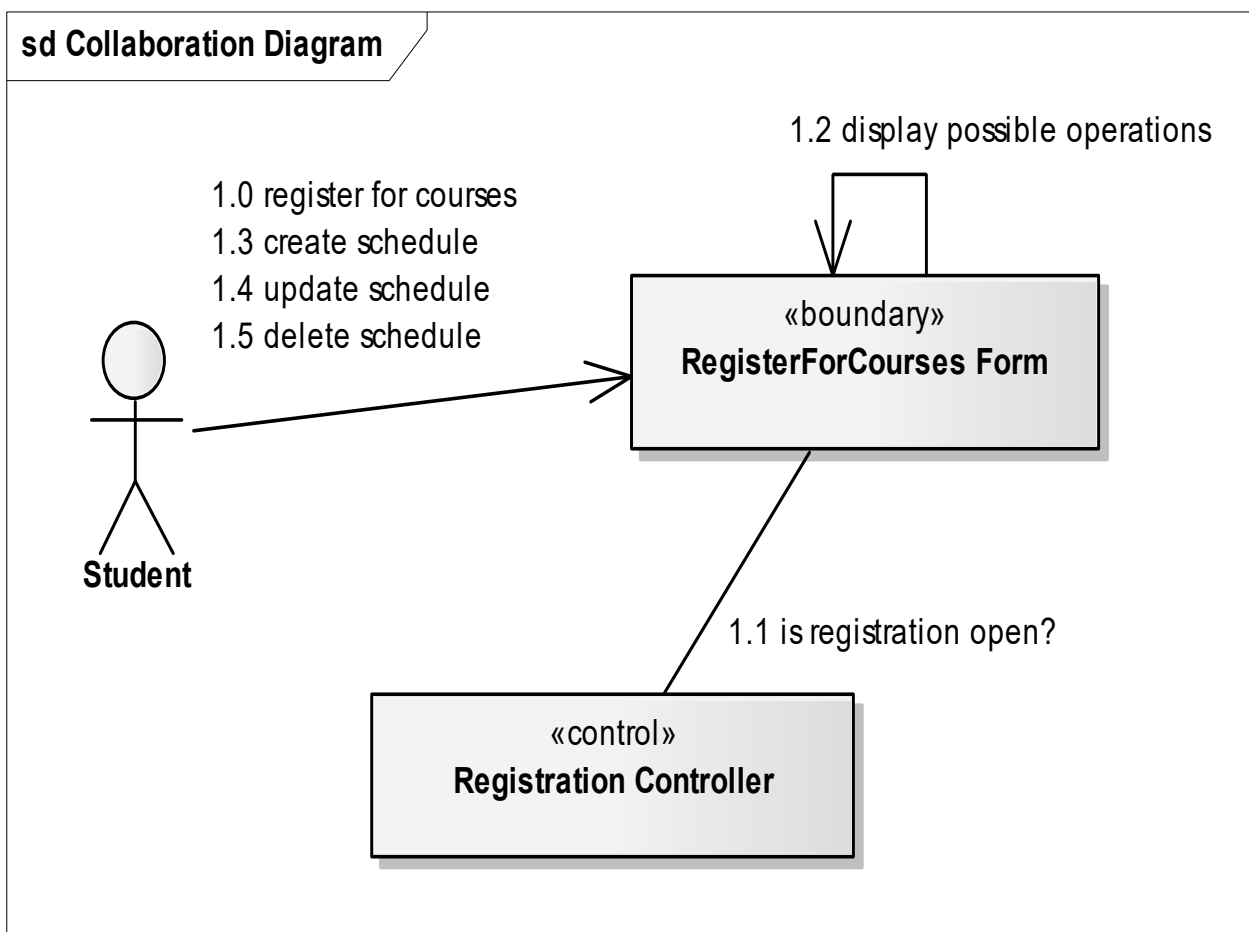 sd Collaboration Diagram
1.2 display possible operations
1.0 register for courses
1.3 create schedule
1.4 update schedule
1.5 delete schedule
«boundary»
RegisterForCourses Form
Student
1.1 is registration open?
«control»
Registration Controller